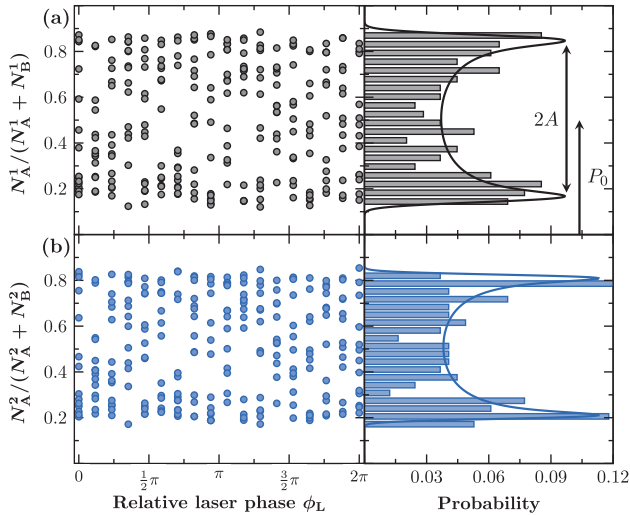 (a)
N_A^1/(N_A^1 + N_B^1)
0.8
0.6
0.4
0.2
2A
P_0
(b)
N_A^2/(N_A^2 + N_B^2)
0.8
0.6
0.4
0.2
0 1/2π π 3/2π 2π
0.03 0.06 0.09 0.12
Relative laser phase ϕ_L
Probability